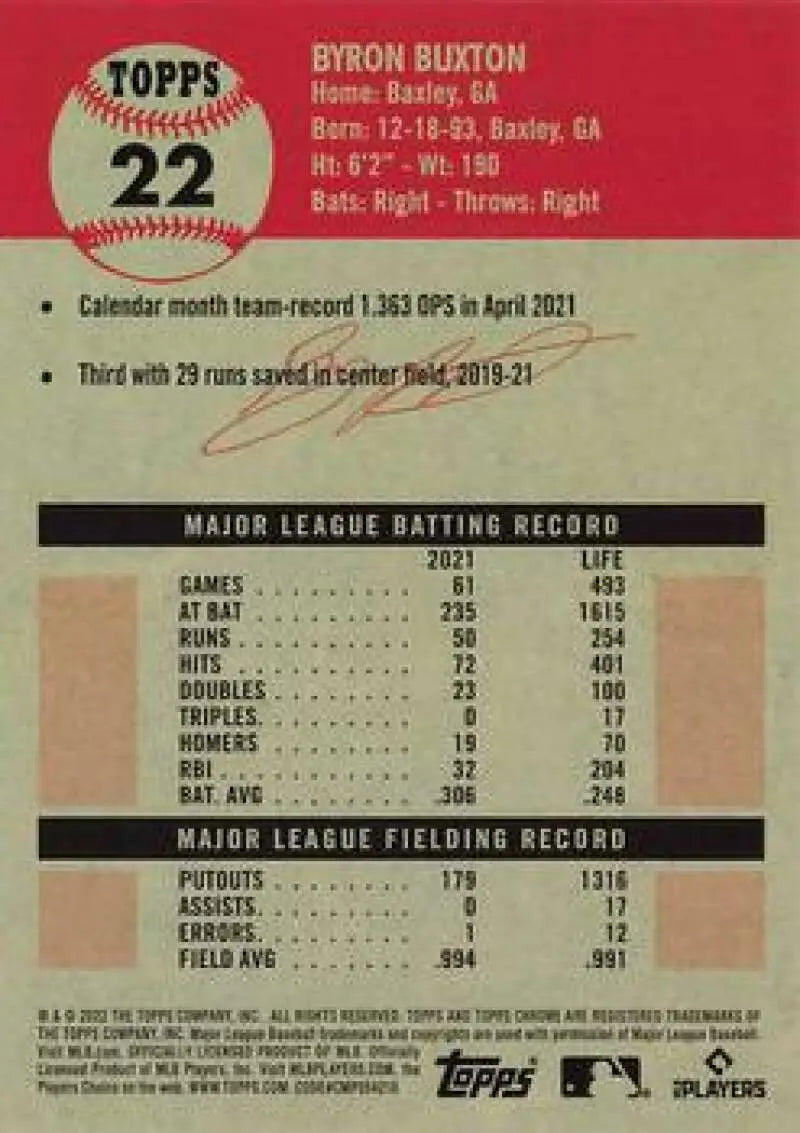 TOPPS
22
BYRON BUXTON
Home: Baxley, GA
Born: 12-18-93, Baxley, GA
Ht: 6'2" - Wt: 190
Bats: Right - Throws: Right
• Calendar month team-record 1.363 OPS in April 2021
• Third with 29 runs saved in center field, 2019-21
MAJOR LEAGUE BATTING RECORD
2021 LIFE
GAMES . . . . . . . . . 61 493
AT BAT . . . . . . . . . 235 1615
RUNS . . . . . . . . . . 50 254
HITS . . . . . . . . . . 72 401
DOUBLES . . . . . . . . 23 100
TRIPLES. . . . . . . . . 0 17
HOMERS . . . . . . . . 19 70
RBI . . . . . . . . . . . 32 204
BAT. AVG . . . . . . . . .306 .248
MAJOR LEAGUE FIELDING RECORD
PUTOUTS . . . . . . . . 179 1316
ASSISTS. . . . . . . . . 0 17
ERRORS. . . . . . . . . 1 12
FIELD AVG . . . . . . . .994 .991
® & © 2022 THE TOPPS COMPANY, INC. ALL RIGHTS RESERVED. TOPPS AND TOPPS CHROME ARE REGISTERED TRADEMARKS OF
THE TOPPS COMPANY, INC. Major League Baseball trademarks and copyrights are used with permission of Major League Baseball.
Visit MLB.com. OFFICIALLY LICENSED PRODUCT OF MLB Officially
Licensed Product of MLB Players, Inc. Visit MLBPLAYERS.COM, the
Players Choice on the web. WWW.TOPPS.COM
Topps®
PLAYERS